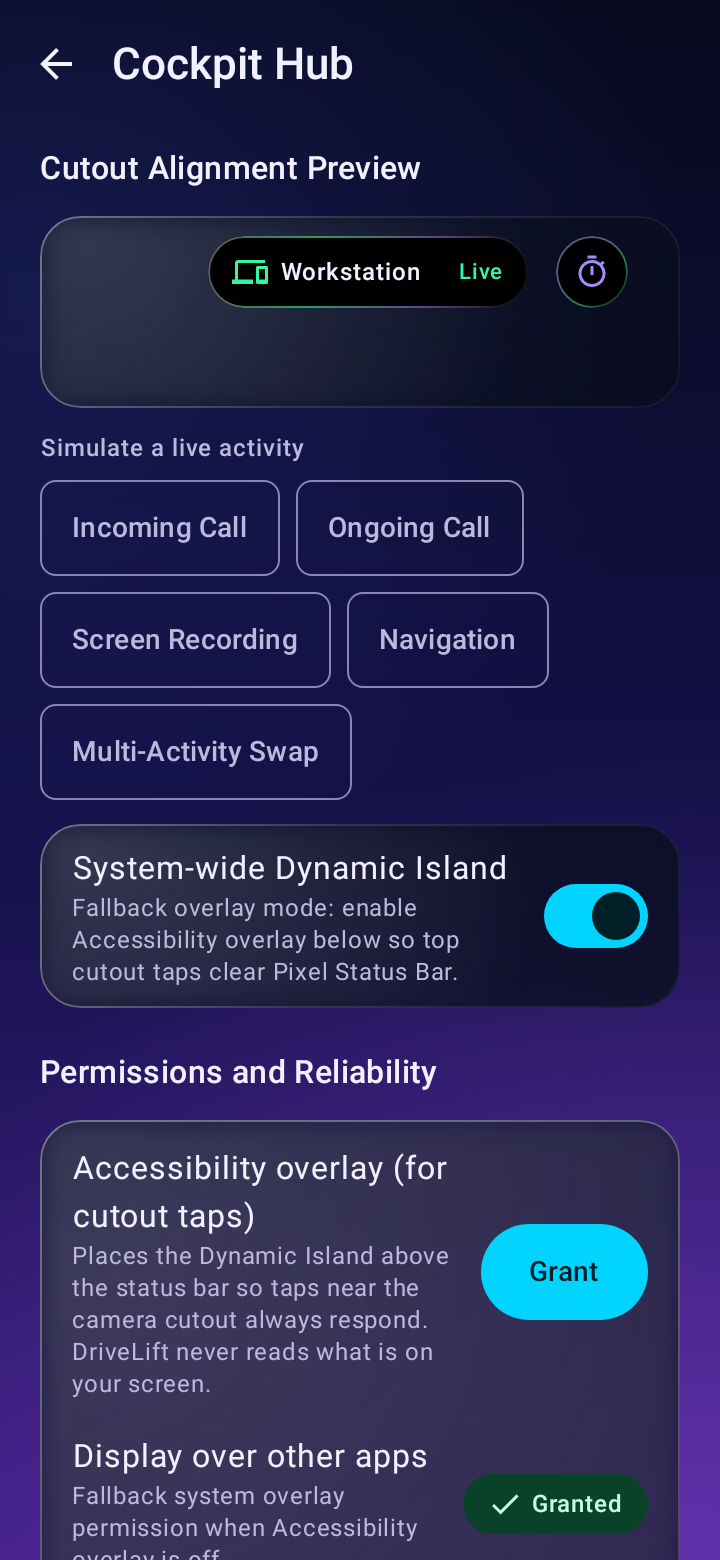 Cockpit Hub
Cutout Alignment Preview
Workstation Live
Simulate a live activity
Incoming Call
Ongoing Call
Screen Recording
Navigation
Multi-Activity Swap
System-wide Dynamic Island
Fallback overlay mode: enable
Accessibility overlay below so top
cutout taps clear Pixel Status Bar.
Permissions and Reliability
Accessibility overlay (for
cutout taps)
Places the Dynamic Island above
the status bar so taps near the
camera cutout always respond.
DriveLift never reads what is on
your screen.
Grant
Display over other apps
Fallback system overlay
permission when Accessibility
overlay is off
Granted